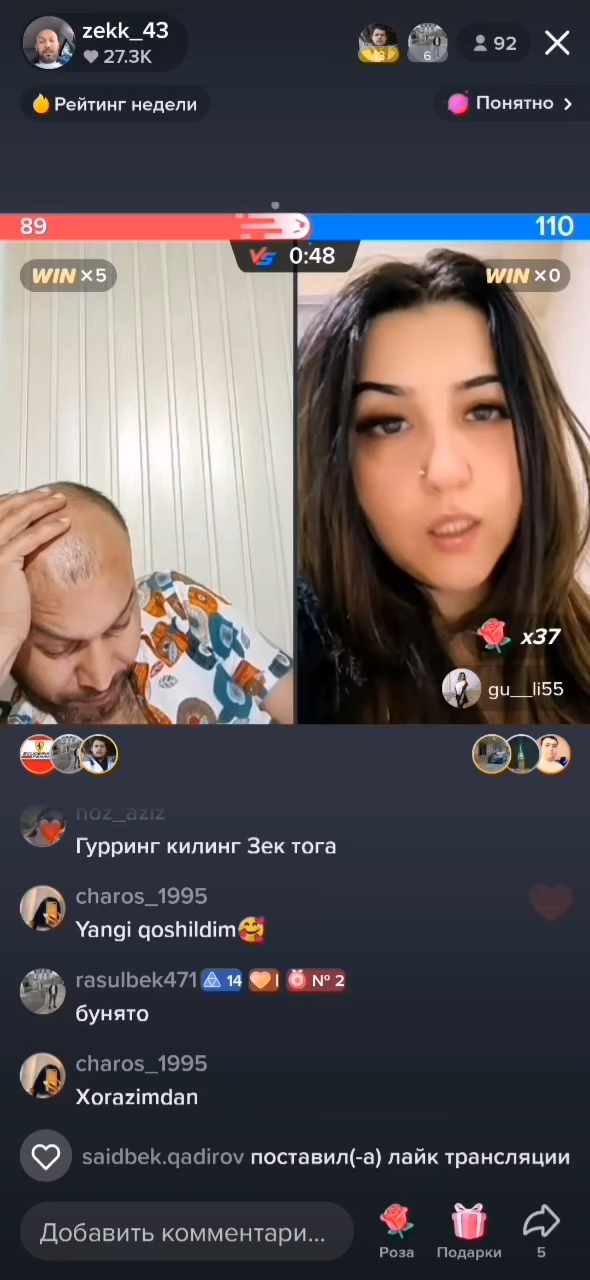 zekk_43
27.3K
6
92
Рейтинг недели
Понятно
89
110
VS 0:48
WIN ×5
WIN ×0
x37
gu__li55
noz_aziz
Гурринг килинг Зек тога
charos_1995
Yangi qoshildim🥰
rasulbek471 14 I Nº 2
бунято
charos_1995
Xorazimdan
saidbek.qadirov поставил(-а) лайк трансляции
Добавить комментари...
Роза
Подарки
5